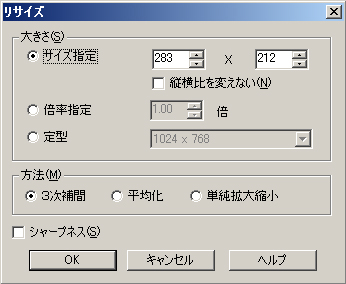 リサイズ
大きさ(S)
サイズ指定 283 X 212
縦横比を変えない(N)
倍率指定 1.00 倍
定型 1024 x 768
方法(M)
3次補間 平均化 単純拡大縮小
シャープネス(S)
OK キャンセル ヘルプ